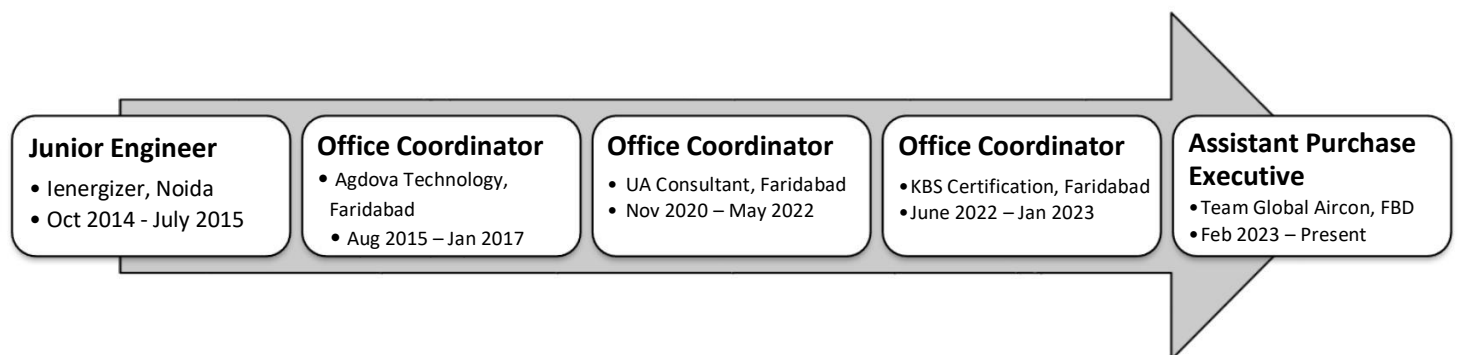 Junior Engineer
• Ienergizer, Noida
• Oct 2014 - July 2015
Office Coordinator
• Agdova Technology,
Faridabad
• Aug 2015 – Jan 2017
Office Coordinator
• UA Consultant, Faridabad
• Nov 2020 – May 2022
Office Coordinator
•KBS Certification, Faridabad
•June 2022 – Jan 2023
Assistant Purchase
Executive
•Team Global Aircon, FBD
•Feb 2023 – Present